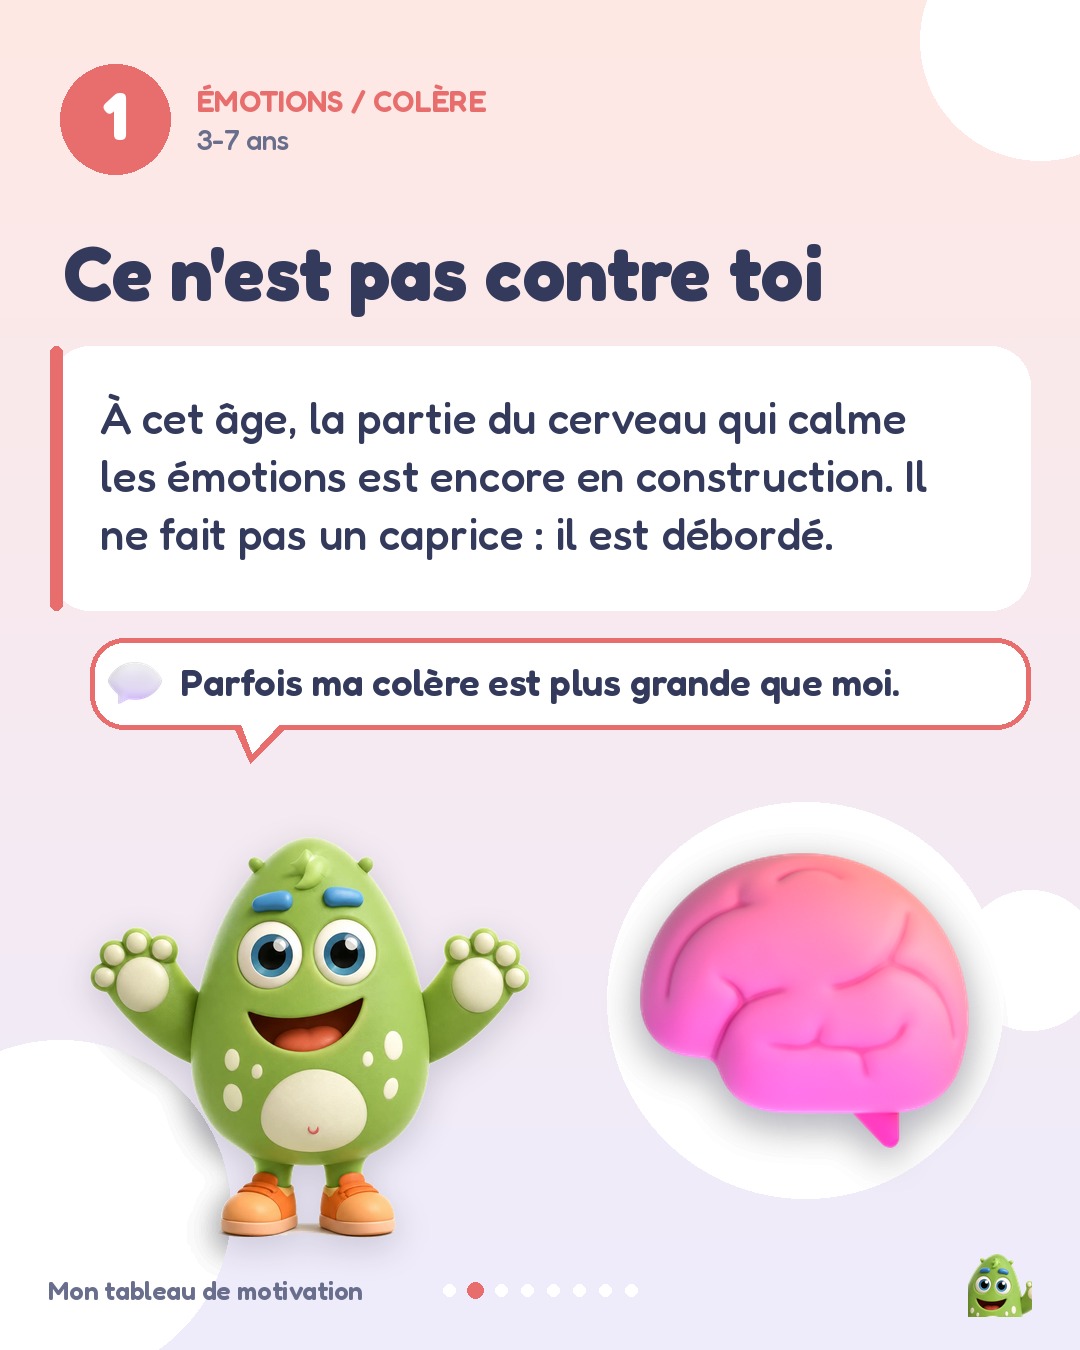 1
ÉMOTIONS / COLÈRE
3-7 ans
Ce n'est pas contre toi
À cet âge, la partie du cerveau qui calme
les émotions est encore en construction. Il
ne fait pas un caprice : il est débordé.
Parfois ma colère est plus grande que moi.
Mon tableau de motivation